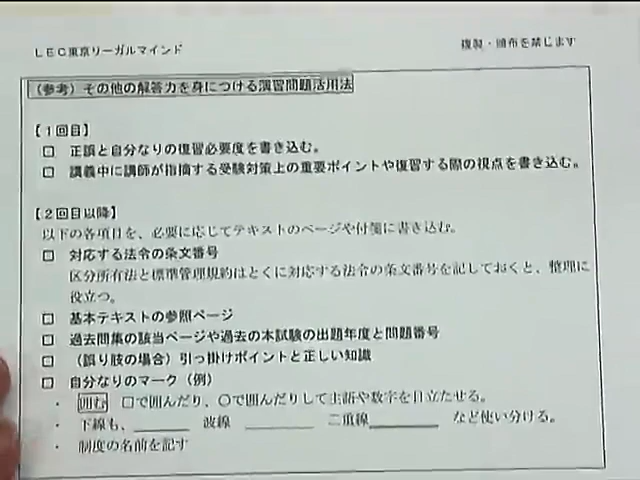 LEC東京リーガルマインド
複製・頒布を禁じます
（参考）その他の解答力を身につける演習問題活用法
【1回目】
□ 正誤と自分なりの復習必要度を書き込む。
□ 講義中に講師が指摘する受験対策上の重要ポイントや復習する際の視点を書き込む。
【2回目以降】
以下の各項目を、必要に応じてテキストのページや付箋に書き込む。
□ 対応する法令の条文番号
区分所有法と標準管理規約はとくに対応する法令の条文番号を記しておくと、整理に
役立つ。
□ 基本テキストの参照ページ
□ 過去問集の該当ページや過去の本試験の出題年度と問題番号
□ （誤り肢の場合）引っ掛けポイントと正しい知識
□ 自分なりのマーク（例）
・ 囲む □で囲んだり、○で囲んだりして主語や数字を目立たせる。
・ 下線も、______ 波線 ______ 二重線______ など使い分ける。
・ 制度の名前を記す